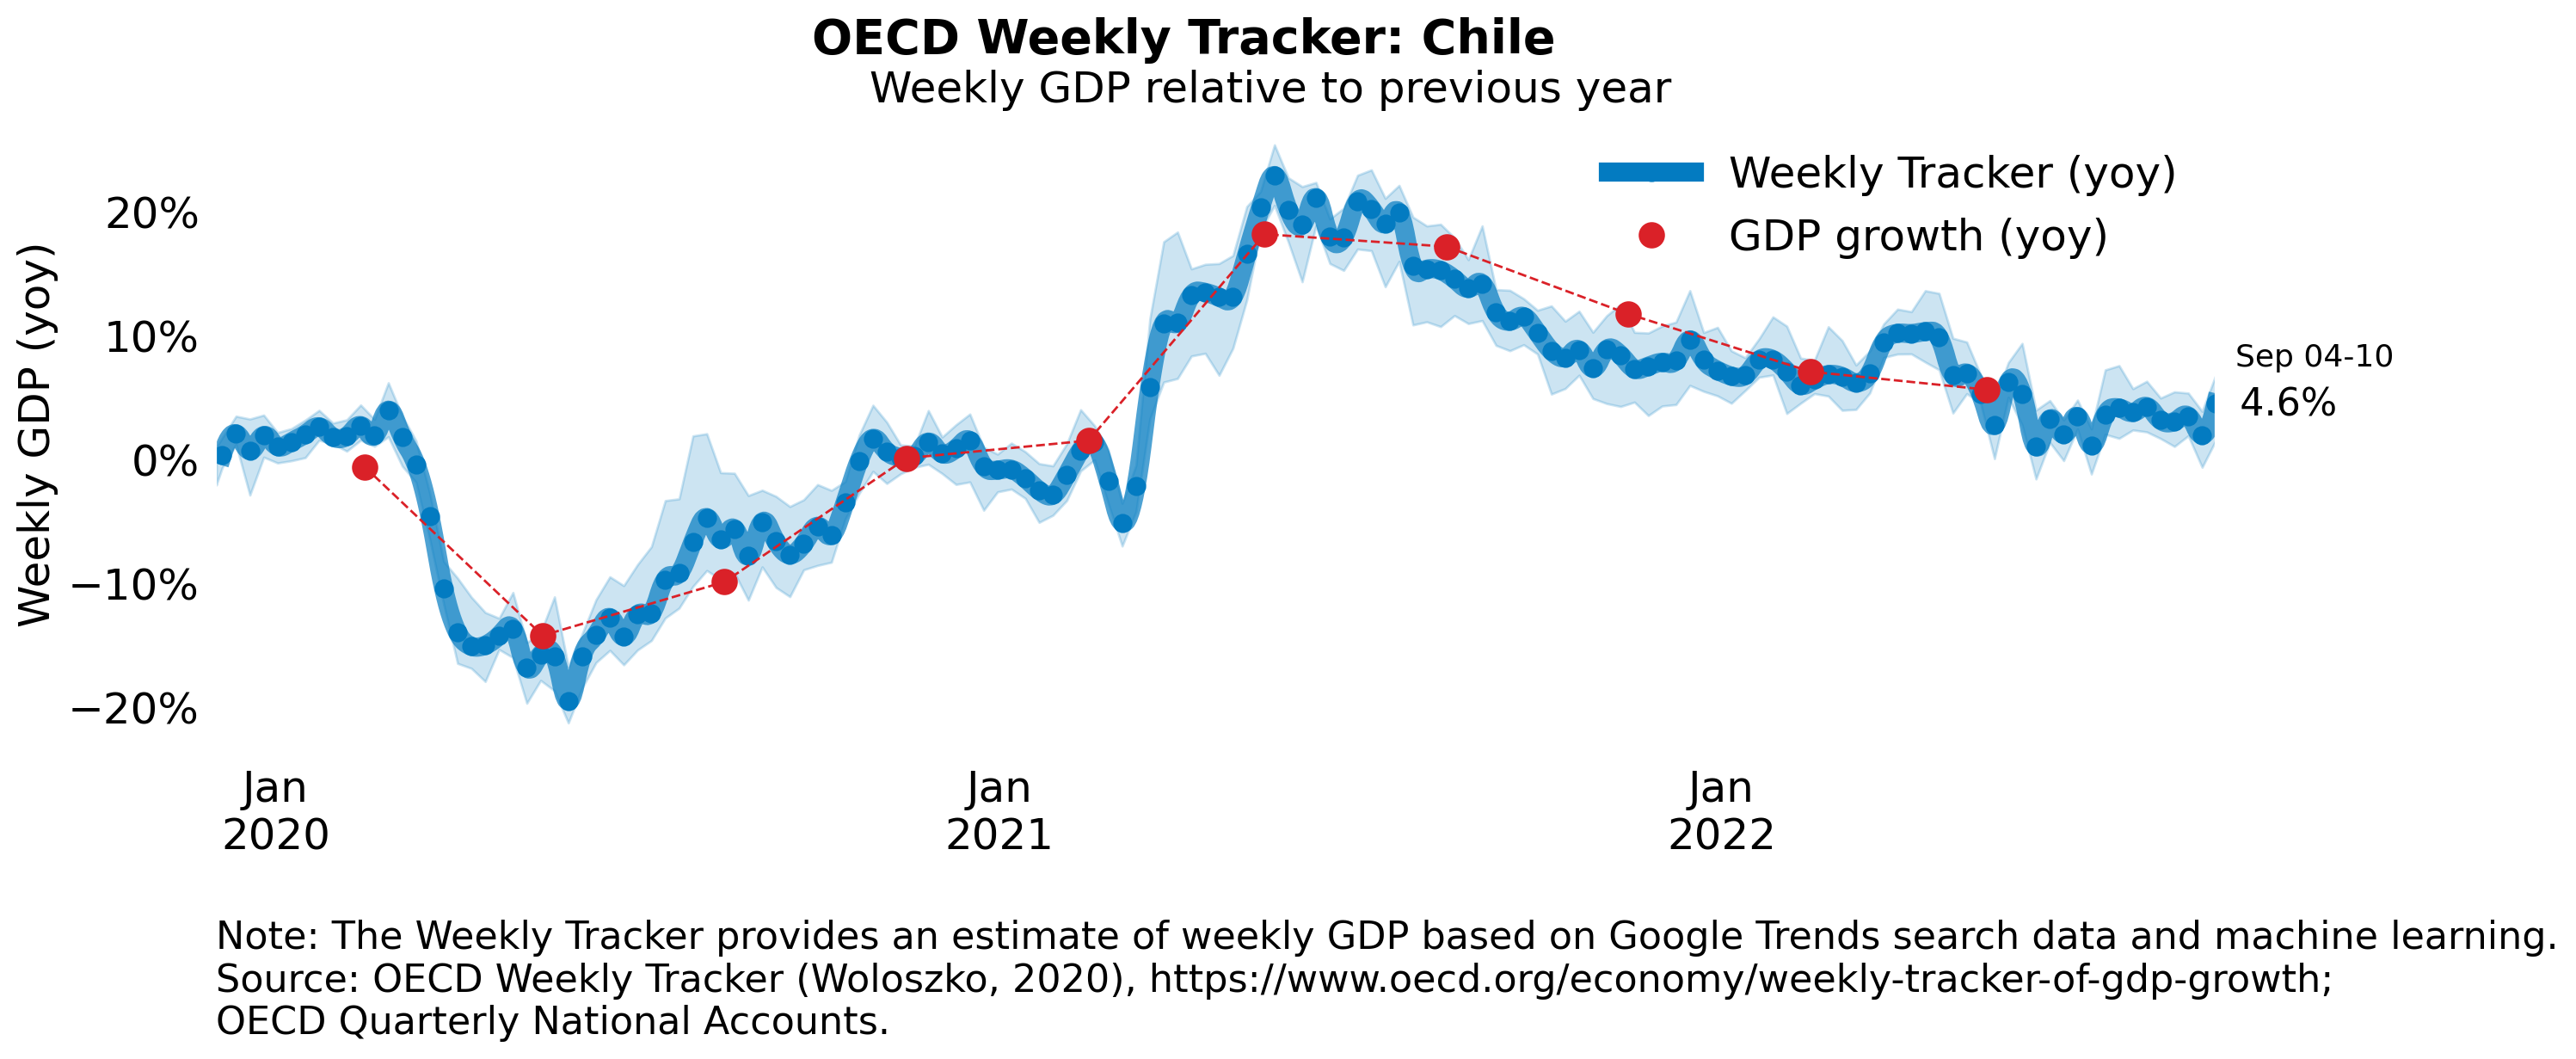 OECD Weekly Tracker: Chile
Weekly GDP relative to previous year
Weekly Tracker (yoy)
GDP growth (yoy)
Weekly GDP (yoy)
20%
10%
0%
−10%
−20%
Sep 04-10
4.6%
Jan
2020
Jan
2021
Jan
2022
Note: The Weekly Tracker provides an estimate of weekly GDP based on Google Trends search data and machine learning.
Source: OECD Weekly Tracker (Woloszko, 2020), https://www.oecd.org/economy/weekly-tracker-of-gdp-growth;
OECD Quarterly National Accounts.